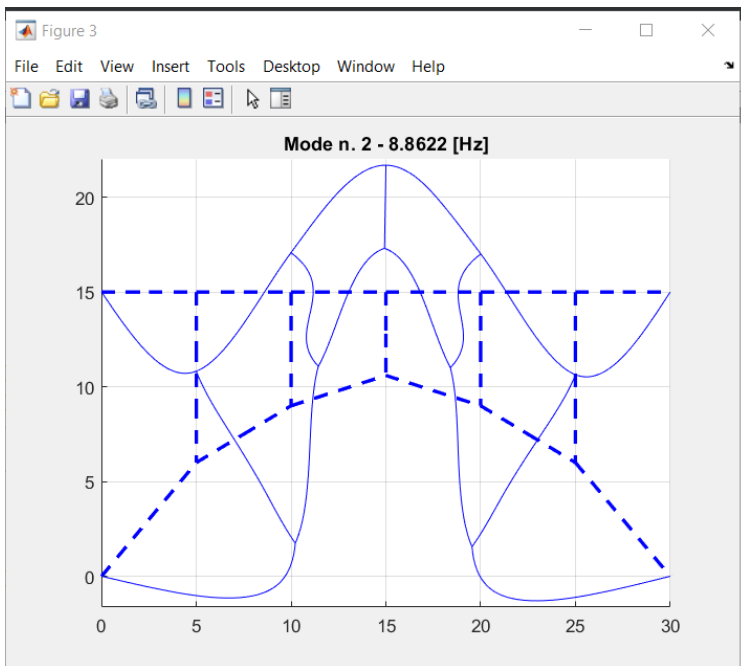 Figure 3
File Edit View Insert Tools Desktop Window Help
Mode n. 2 - 8.8622 [Hz]
20
15
10
5
0
0 5 10 15 20 25 30